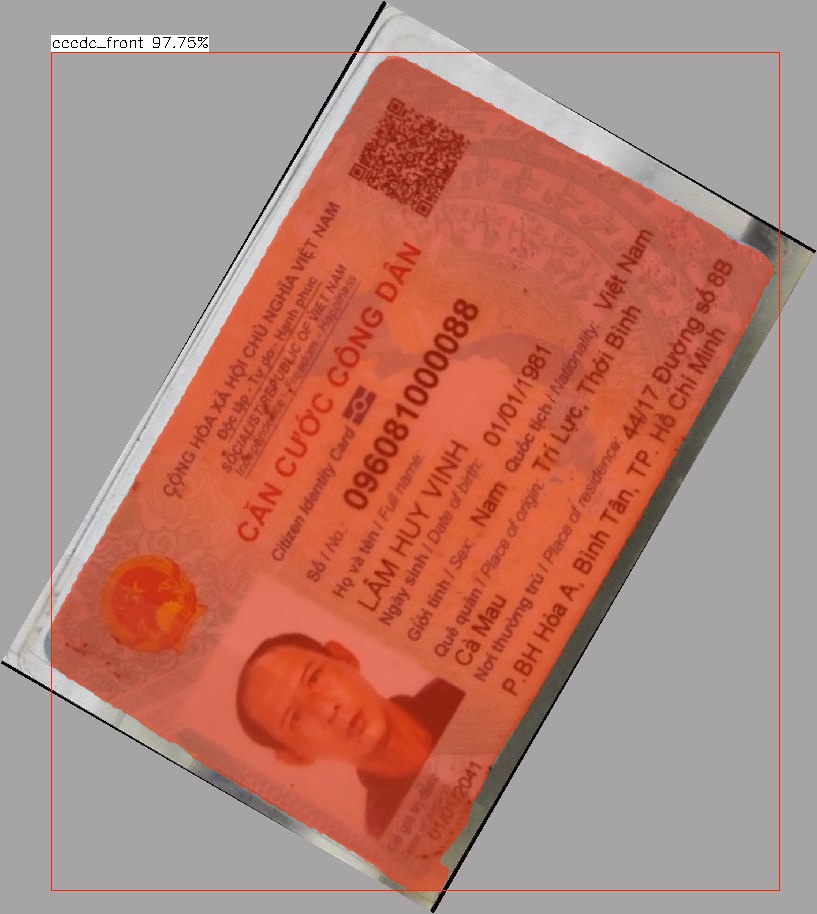 cccdc_front 97.75%
CỘNG HÒA XÃ HỘI CHỦ NGHĨA VIỆT NAM
Độc lập - Tự do - Hạnh phúc
SOCIALIST REPUBLIC OF VIET NAM
Independence - Freedom - Happiness
CĂN CƯỚC CÔNG DÂN
Citizen Identity Card
Số / No.: 096081000088
Họ và tên / Full name:
LÂM HUY VINH
Ngày sinh / Date of birth: 01/01/1981
Giới tính / Sex: Nam Quốc tịch / Nationality: Việt Nam
Quê quán / Place of origin: Trí Lực, Thới Bình
Cà Mau
Nơi thường trú / Place of residence: 44/17 Đường số 8B
P.BH Hòa A, Bình Tân, TP. Hồ Chí Minh
Có giá trị đến: 01/01/2041